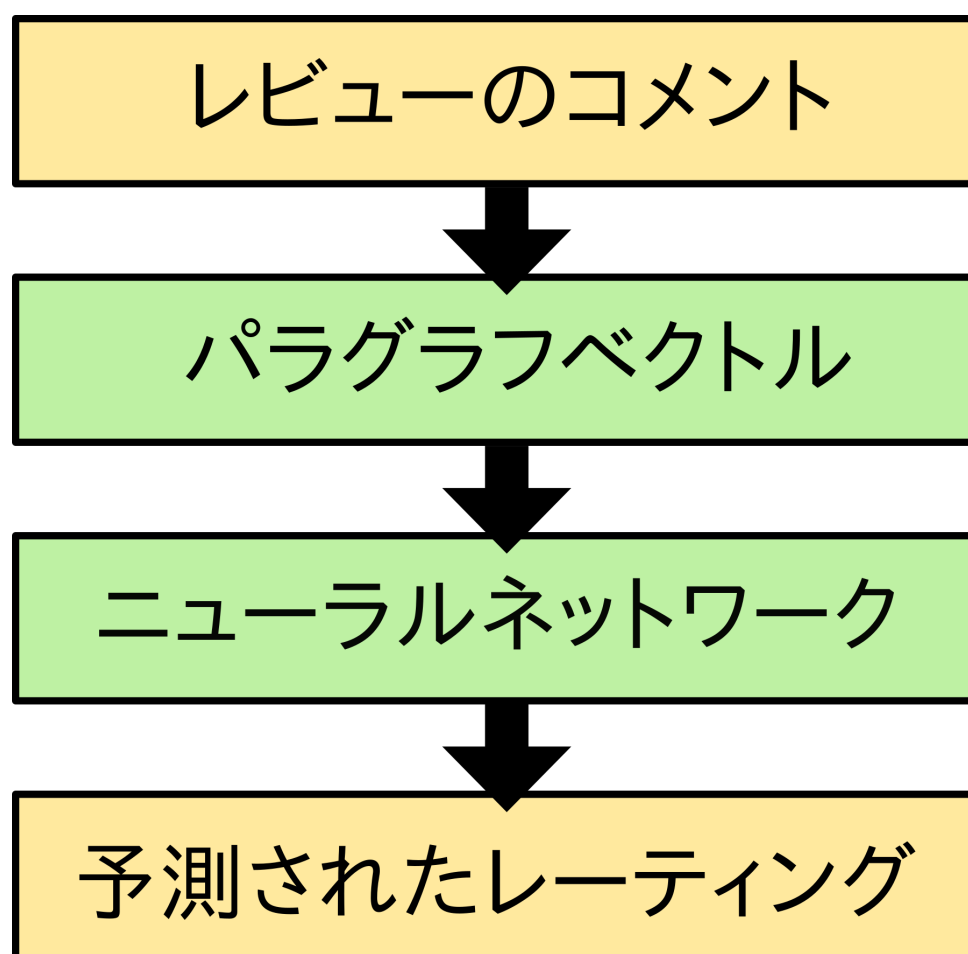 レビューのコメント
パラグラフベクトル
ニューラルネットワーク
予測されたレーティング